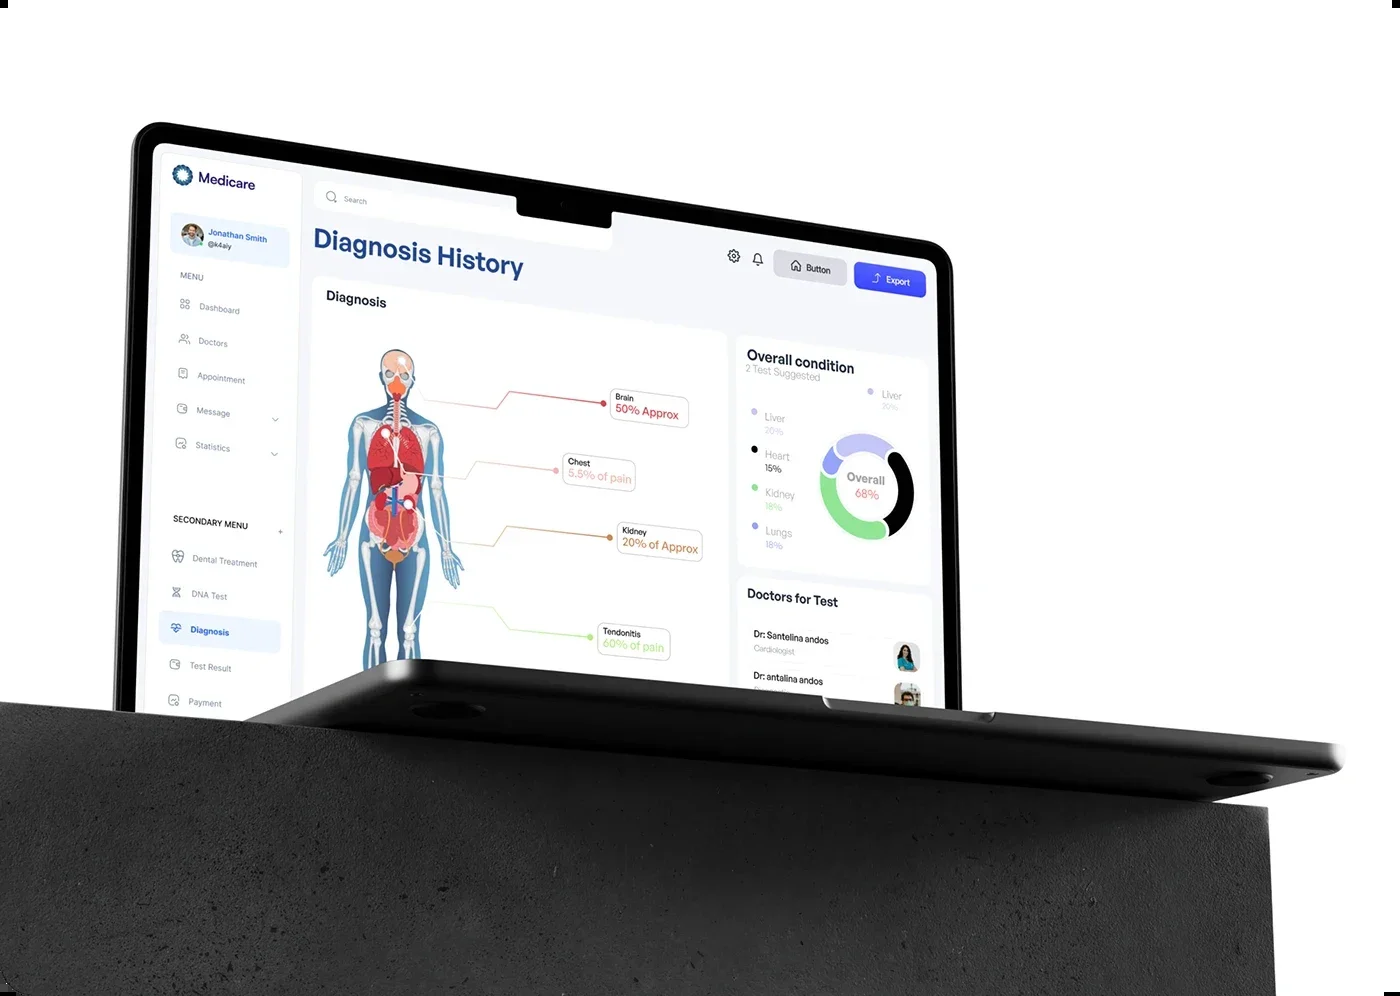 Medicare
Jonathan Smith
@k4aiy
MENU
Dashboard
Doctors
Appointment
Message
Statistics
SECONDARY MENU
+
Dental Treatment
DNA Test
Diagnosis
Test Result
Payment
Search
Diagnosis History
Button
Export
Diagnosis
Brain
50% Approx
Chest
5.5% of pain
Kidney
20% of Approx
Tendonitis
60% of pain
Overall condition
2 Test Suggested
Liver
20%
Liver
20%
Heart
15%
Kidney
18%
Lungs
18%
Overall
68%
Doctors for Test
Dr: Santelina andos
Cardiologist
Dr: antalina andos